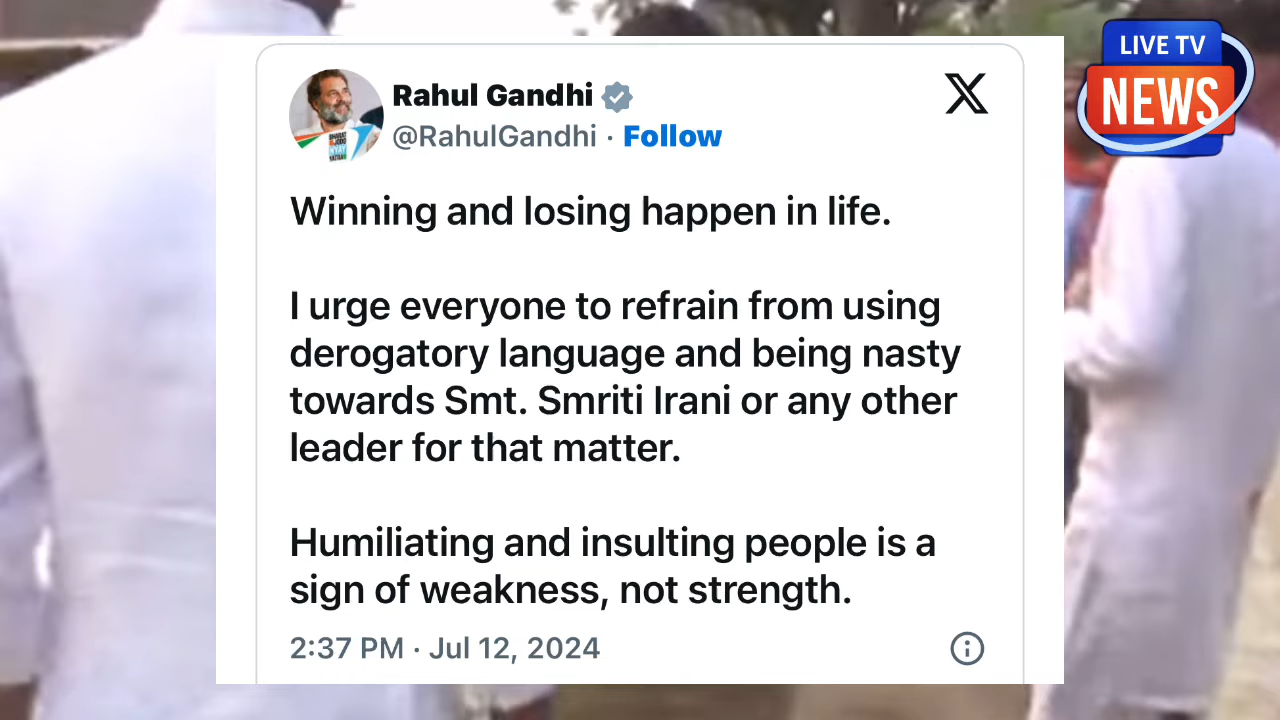 LIVE TV
NEWS
Rahul Gandhi
@RahulGandhi · Follow
Winning and losing happen in life.
I urge everyone to refrain from using
derogatory language and being nasty
towards Smt. Smriti Irani or any other
leader for that matter.
Humiliating and insulting people is a
sign of weakness, not strength.
2:37 PM · Jul 12, 2024